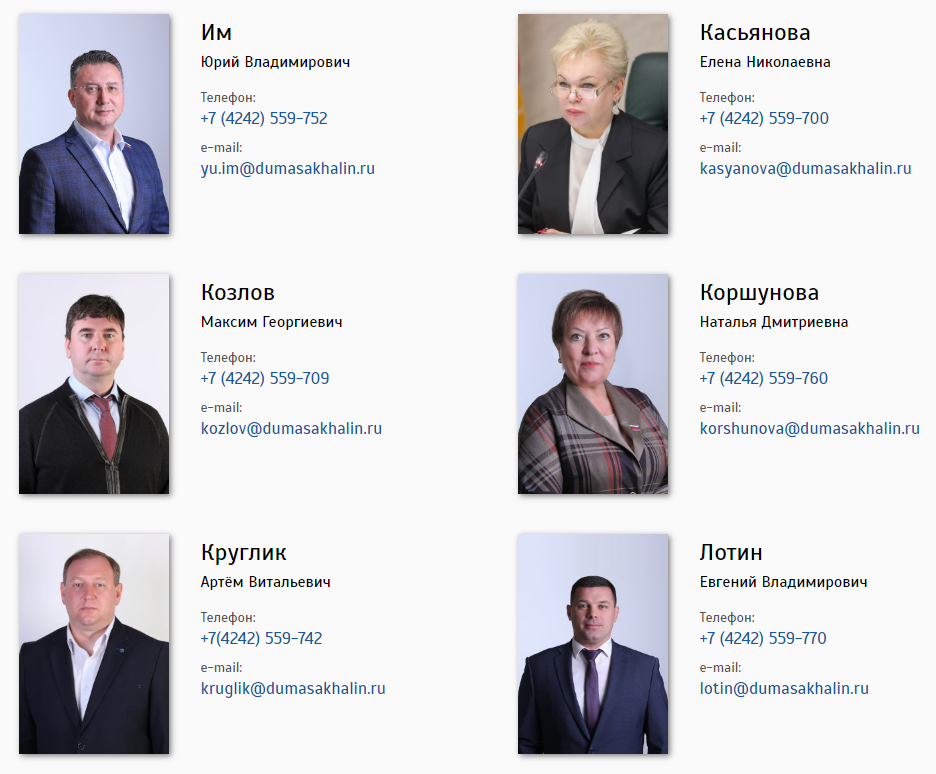 Им
Юрий Владимирович
Телефон:
+7 (4242) 559-752
e-mail:
yu.im@dumasakhalin.ru
Касьянова
Елена Николаевна
Телефон:
+7 (4242) 559-700
e-mail:
kasyanova@dumasakhalin.ru
Козлов
Максим Георгиевич
Телефон:
+7 (4242) 559-709
e-mail:
kozlov@dumasakhalin.ru
Коршунова
Наталья Дмитриевна
Телефон:
+7 (4242) 559-760
e-mail:
korshunova@dumasakhalin.ru
Круглик
Артём Витальевич
Телефон:
+7(4242) 559-742
e-mail:
kruglik@dumasakhalin.ru
Лотин
Евгений Владимирович
Телефон:
+7 (4242) 559-770
e-mail:
lotin@dumasakhalin.ru